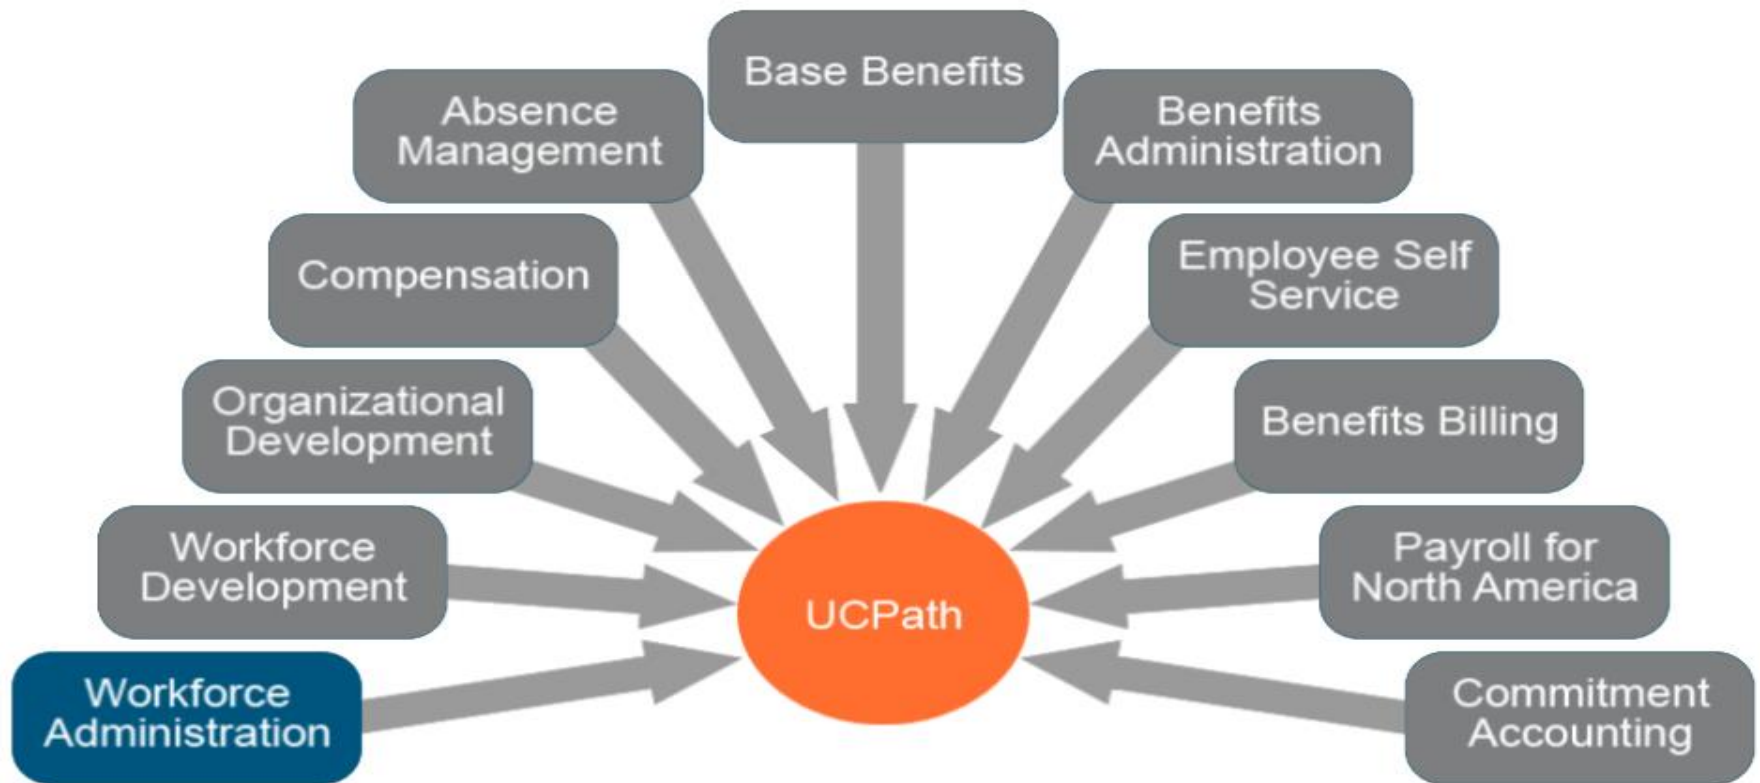 Base Benefits
Absence
Management
Benefits
Administration
Compensation
Employee Self
Service
Organizational
Development
Benefits Billing
Workforce
Development
Payroll for
North America
UCPath
Workforce
Administration
Commitment
Accounting